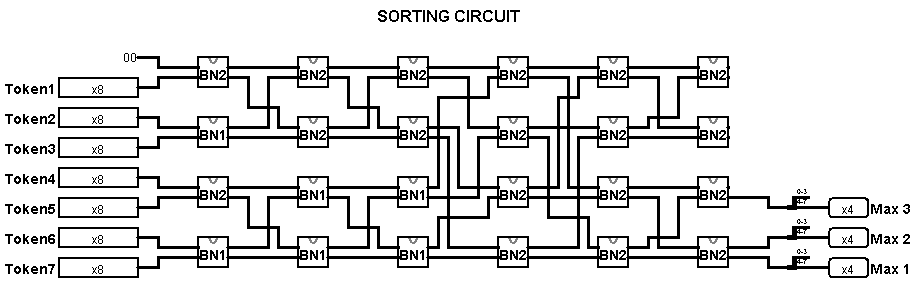 SORTING CIRCUIT
00
BN2 BN2 BN2 BN2 BN2 BN2
Token1 x8
Token2 x8
BN1 BN2 BN2 BN2 BN2 BN2
Token3 x8
Token4 x8
BN2 BN1 BN1 BN2 BN2 BN2
0-3
4-7
Token5 x8 x4 Max 3
0-3
4-7
Token6 x8 x4 Max 2
BN1 BN1 BN1 BN2 BN2 BN2
0-3
4-7
Token7 x8 x4 Max 1